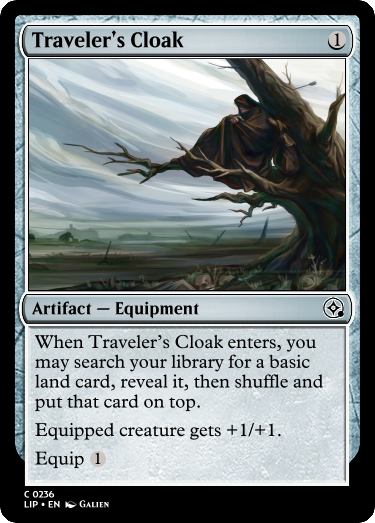 Traveler's Cloak 1
Artifact — Equipment
When Traveler's Cloak enters, you
may search your library for a basic
land card, reveal it, then shuffle and
put that card on top.
Equipped creature gets +1/+1.
Equip 1
C 0236
LIP • EN Galien